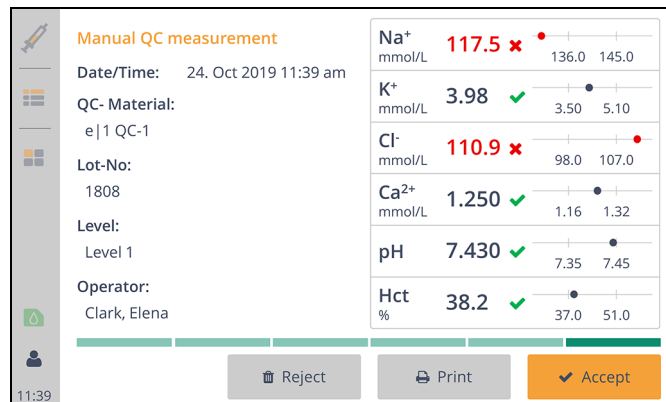 Manual QC measurement
Date/Time: 24. Oct 2019 11:39 am
QC- Material:
e|1 QC-1
Lot-No:
1808
Level:
Level 1
Operator:
Clark, Elena
Na⁺ 117.5
mmol/L 136.0 145.0
K⁺ 3.98
mmol/L 3.50 5.10
Cl⁻ 110.9
mmol/L 98.0 107.0
Ca²⁺ 1.250
mmol/L 1.16 1.32
pH 7.430
7.35 7.45
Hct 38.2
% 37.0 51.0
Reject Print Accept
11:39